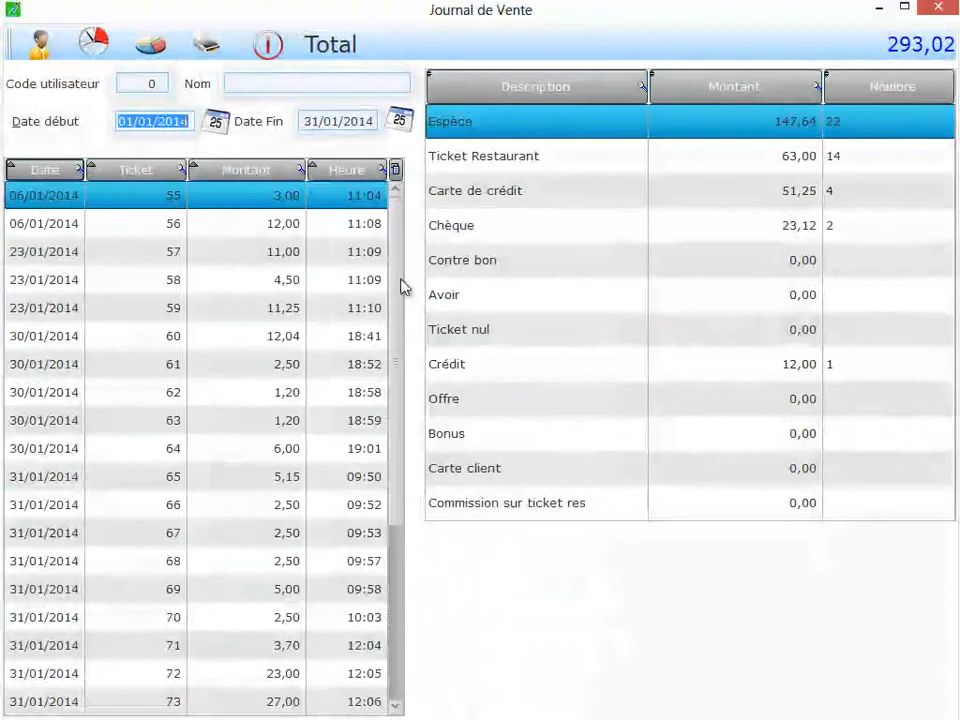 Journal de Vente
Total
293,02
Code utilisateur 0 Nom
Date début 01/01/2014 25 Date Fin 31/01/2014 25
Date Ticket Montant Heure
06/01/2014 55 3,00 11:04
06/01/2014 56 12,00 11:08
23/01/2014 57 11,00 11:09
23/01/2014 58 4,50 11:09
23/01/2014 59 11,25 11:10
30/01/2014 60 12,04 18:41
30/01/2014 61 2,50 18:52
30/01/2014 62 1,20 18:58
30/01/2014 63 1,20 18:59
30/01/2014 64 6,00 19:01
31/01/2014 65 5,15 09:50
31/01/2014 66 2,50 09:52
31/01/2014 67 2,50 09:53
31/01/2014 68 2,50 09:57
31/01/2014 69 5,00 09:58
31/01/2014 70 2,50 10:03
31/01/2014 71 3,70 12:04
31/01/2014 72 23,00 12:05
31/01/2014 73 27,00 12:06
Description Montant Nombre
Espèce 147,64 22
Ticket Restaurant 63,00 14
Carte de crédit 51,25 4
Chèque 23,12 2
Contre bon 0,00
Avoir 0,00
Ticket nul 0,00
Crédit 12,00 1
Offre 0,00
Bonus 0,00
Carte client 0,00
Commission sur ticket res 0,00